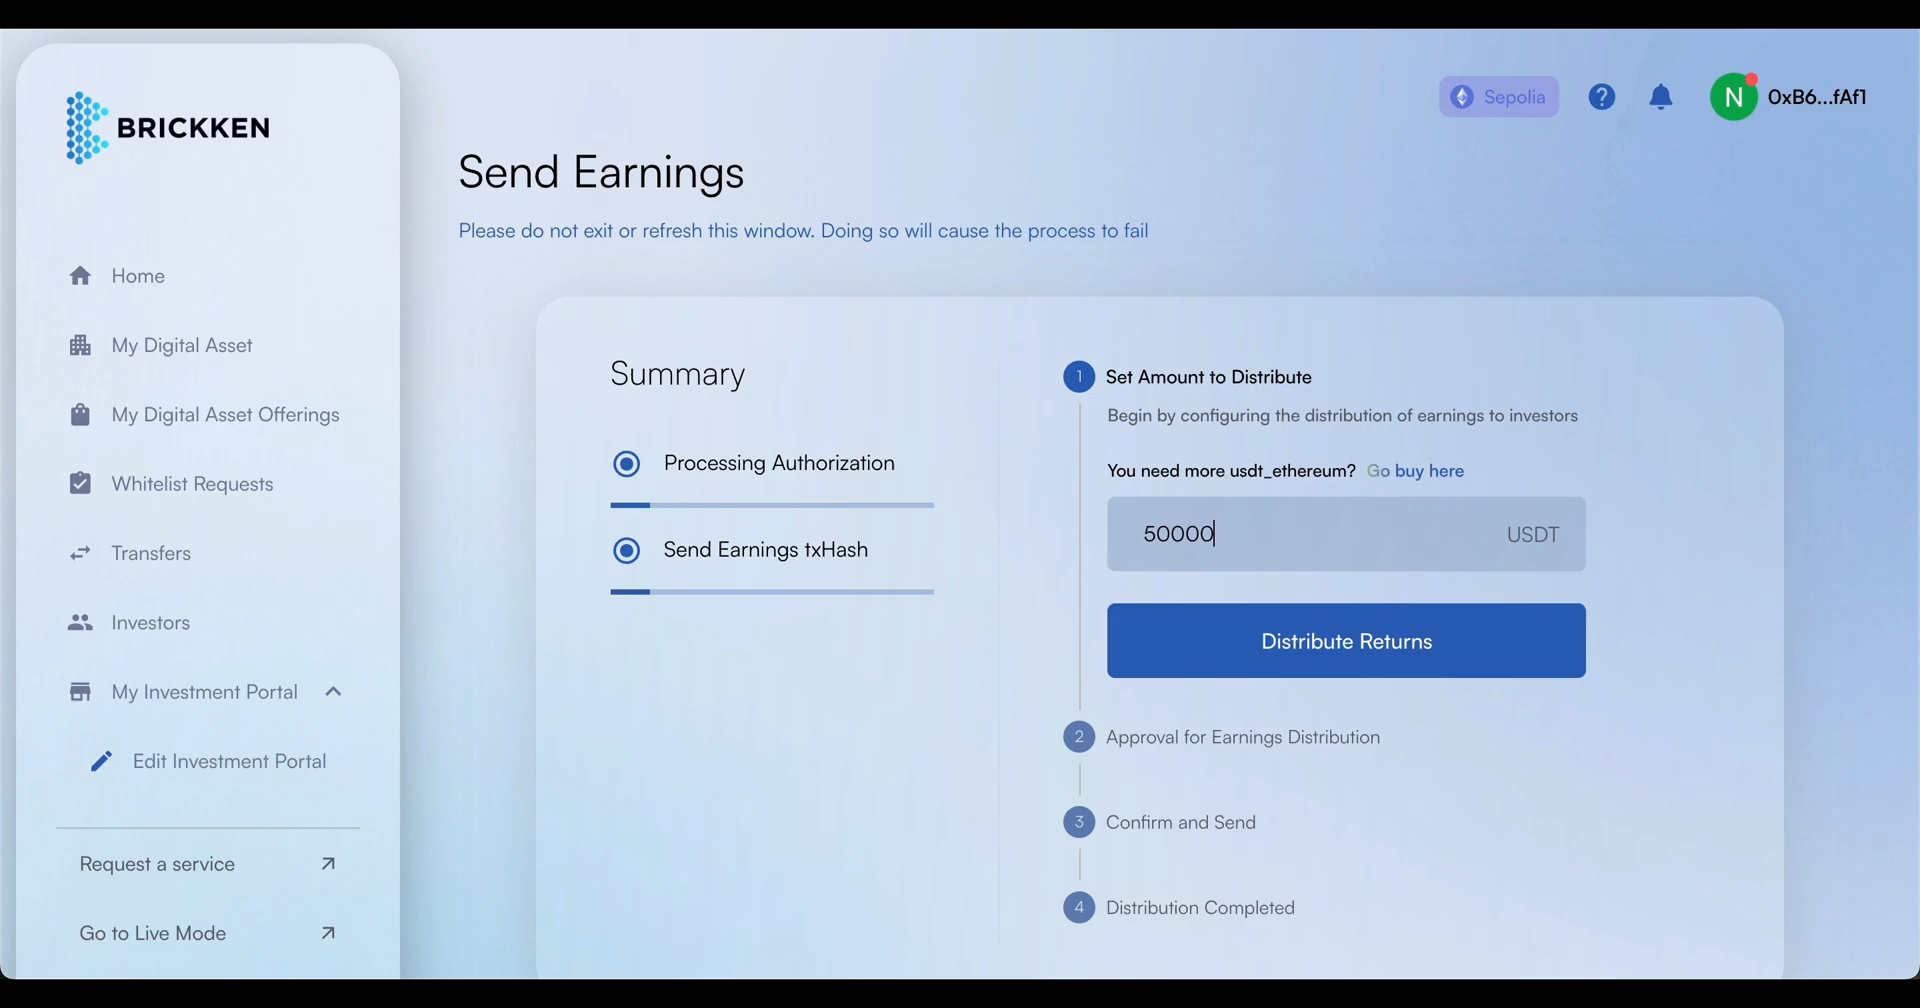 BRICKKEN
Home
My Digital Asset
My Digital Asset Offerings
Whitelist Requests
Transfers
Investors
My Investment Portal
Edit Investment Portal
Request a service
Go to Live Mode
Sepolia
?
N
0xB6...fAf1
Send Earnings
Please do not exit or refresh this window. Doing so will cause the process to fail
Summary
Processing Authorization
Send Earnings txHash
1 Set Amount to Distribute
Begin by configuring the distribution of earnings to investors
You need more usdt_ethereum? Go buy here
50000 USDT
Distribute Returns
2 Approval for Earnings Distribution
3 Confirm and Send
4 Distribution Completed